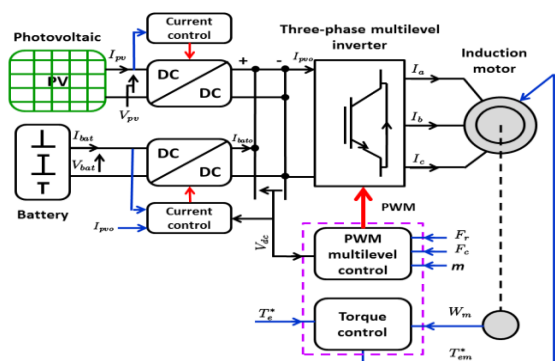 Photovoltaic
Current
control
Three-phase multilevel
inverter
Induction
motor
I_pv
PV
V_pv
DC
DC
+
-
I_pvo
I_a
I_b
I_c
I_bat
V_bat
Battery
DC
DC
I_bato
Current
control
I_pvo
V_dc
PWM
PWM
multilevel
control
F_r
F_c
m
T_e^*
Torque
control
W_m
T_em^*